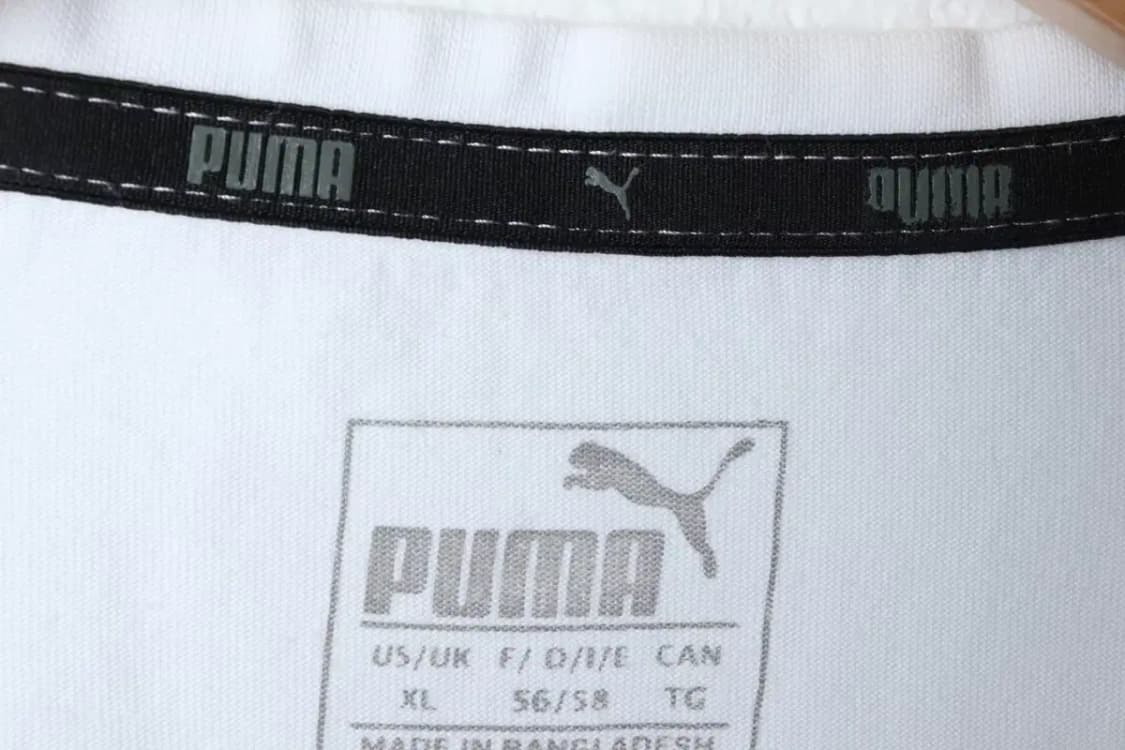 PUMA PUMA
PUMA
US/UK F/ D/I/E CAN
XL 56/58 TG
MADE IN BANGLADESH